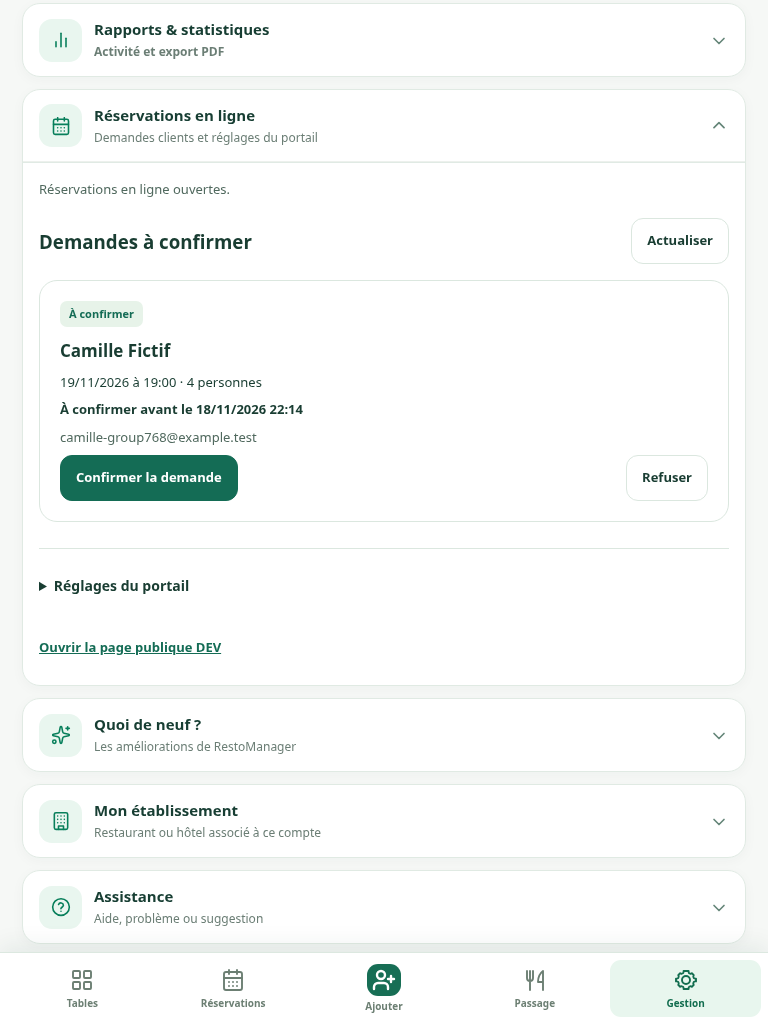 Rapports & statistiques
Activité et export PDF
Réservations en ligne
Demandes clients et réglages du portail
Réservations en ligne ouvertes.
Demandes à confirmer
Actualiser
À confirmer
Camille Fictif
19/11/2026 à 19:00 · 4 personnes
À confirmer avant le 18/11/2026 22:14
camille-group768@example.test
Confirmer la demande
Refuser
Réglages du portail
Ouvrir la page publique DEV
Quoi de neuf ?
Les améliorations de RestoManager
Mon établissement
Restaurant ou hôtel associé à ce compte
Assistance
Aide, problème ou suggestion
Tables
Réservations
Ajouter
Passage
Gestion